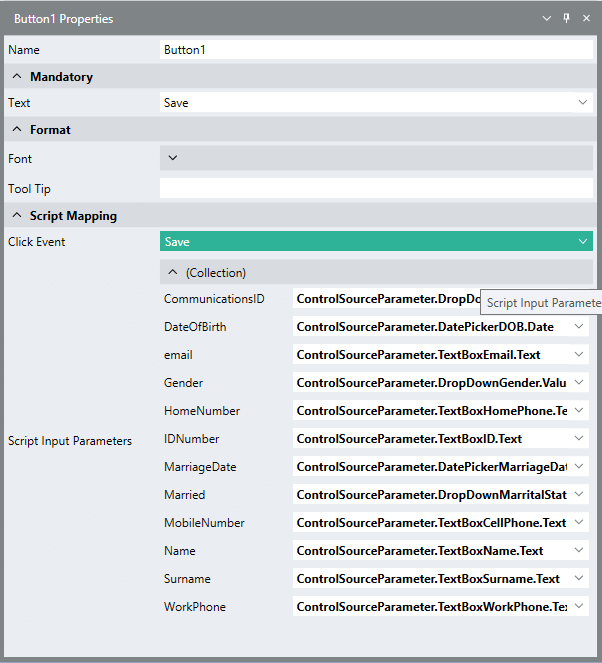 Button1 Properties
Name Button1
Mandatory
Text Save
Format
Font
Tool Tip
Script Mapping
Click Event Save
(Collection)
CommunicationsID ControlSourceParameter.DropDo
Script Input Paramete
DateOfBirth ControlSourceParameter.DatePickerDOB.Date
email ControlSourceParameter.TextBoxEmail.Text
Gender ControlSourceParameter.DropDownGender.Valu
HomeNumber ControlSourceParameter.TextBoxHomePhone.Te
Script Input Parameters IDNumber ControlSourceParameter.TextBoxID.Text
MarriageDate ControlSourceParameter.DatePickerMarriageDat
Married ControlSourceParameter.DropDownMarritalStat
MobileNumber ControlSourceParameter.TextBoxCellPhone.Text
Name ControlSourceParameter.TextBoxName.Text
Surname ControlSourceParameter.TextBoxSurname.Text
WorkPhone ControlSourceParameter.TextBoxWorkPhone.Te